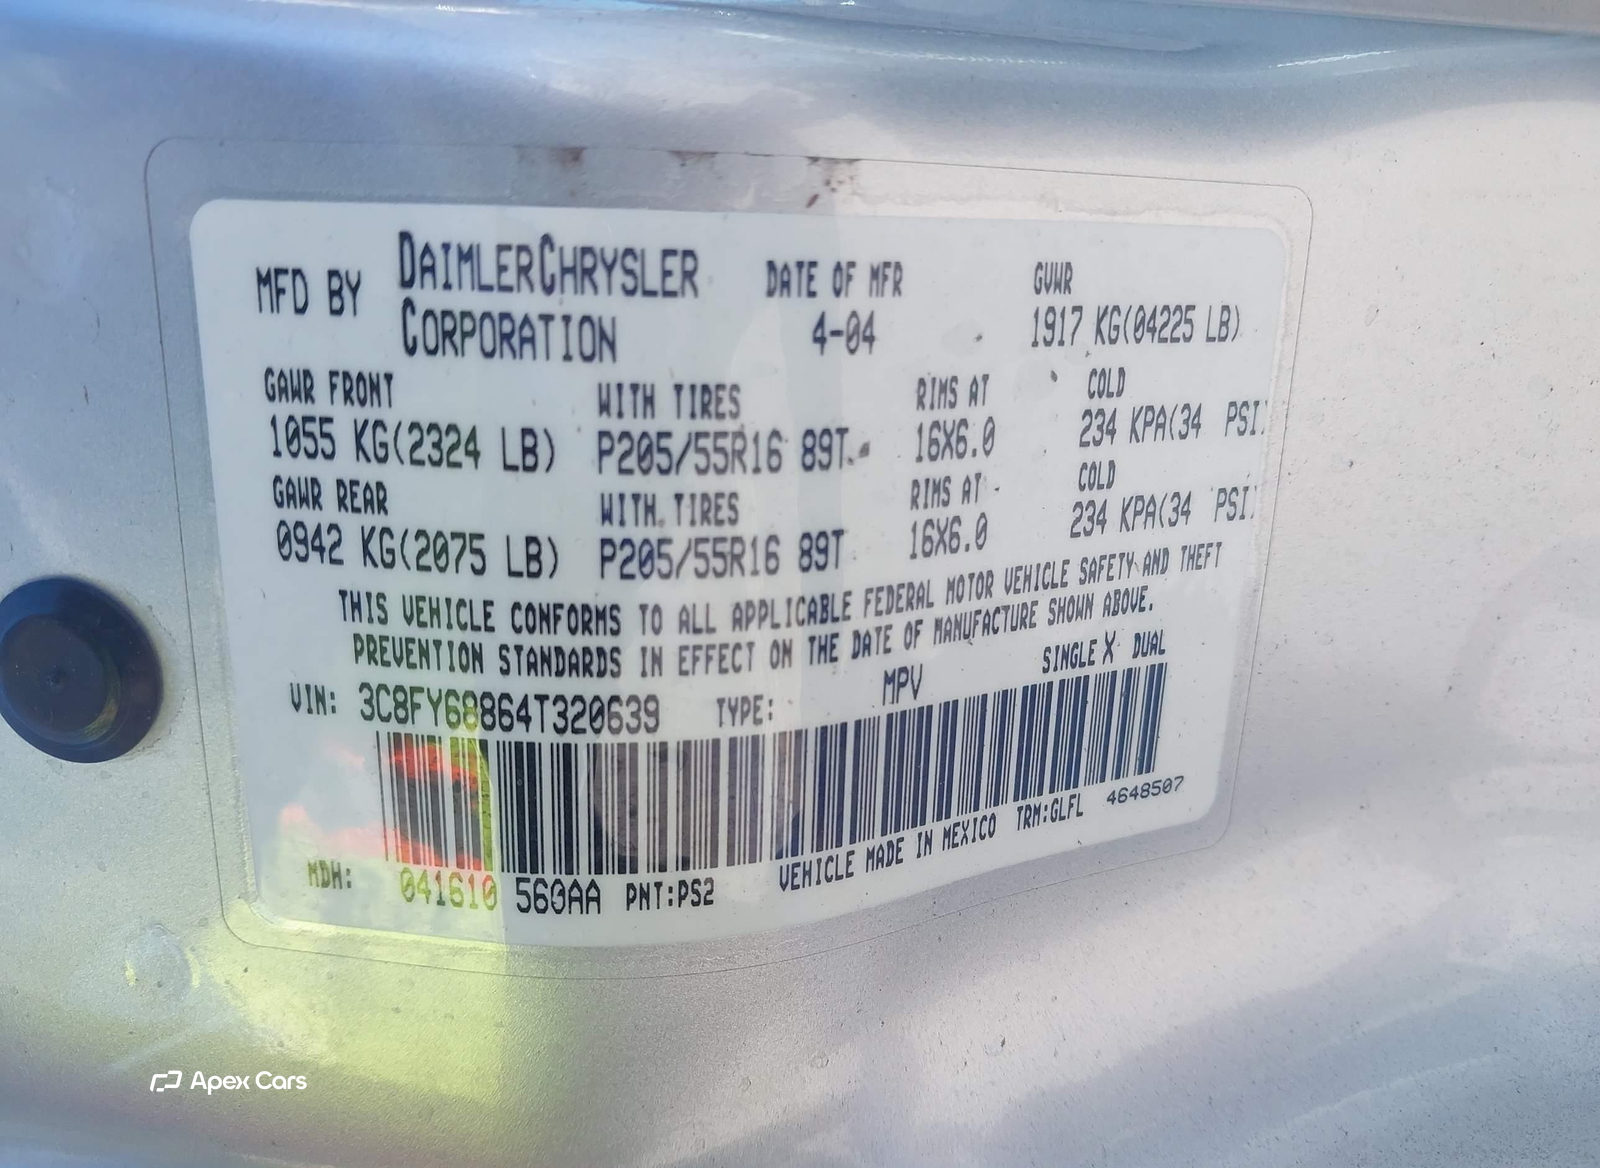 MFD BY DAIMLERCHRYSLER CORPORATION DATE OF MFR 4-04 GVWR 1917 KG(04225 LB)
GAWR FRONT WITH TIRES RIMS AT COLD
1055 KG(2324 LB) P205/55R16 89T 16X6.0 234 KPA(34 PSI)
GAWR REAR WITH TIRES RIMS AT COLD
0942 KG(2075 LB) P205/55R16 89T 16X6.0 234 KPA(34 PSI)
THIS VEHICLE CONFORMS TO ALL APPLICABLE FEDERAL MOTOR VEHICLE SAFETY AND THEFT
PREVENTION STANDARDS IN EFFECT ON THE DATE OF MANUFACTURE SHOWN ABOVE.
VIN: 3C8FY68864T320639 TYPE: MPV SINGLE X DUAL
MDH: 041610 560AA PNT:PS2 VEHICLE MADE IN MEXICO TRM:GLFL 4648507
Apex Cars